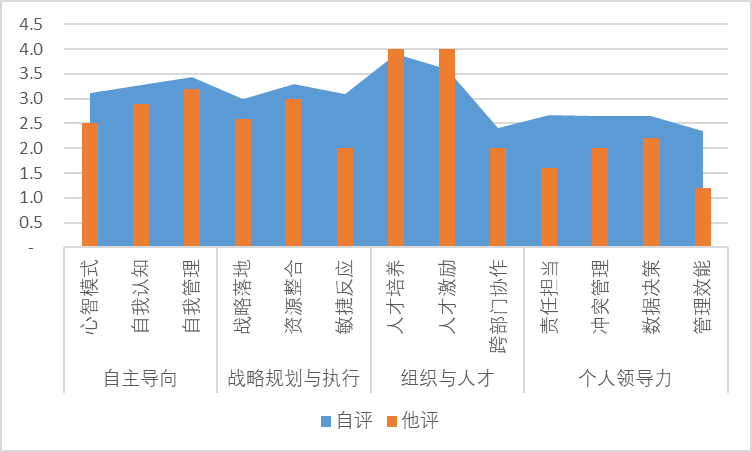 4.5
4.0
3.5
3.0
2.5
2.0
1.5
1.0
0.5
-
心智模式
自我认知
自我管理
战略落地
资源整合
敏捷反应
人才培养
人才激励
跨部门协作
责任担当
冲突管理
数据决策
管理效能
自主导向
战略规划与执行
组织与人才
个人领导力
自评
他评